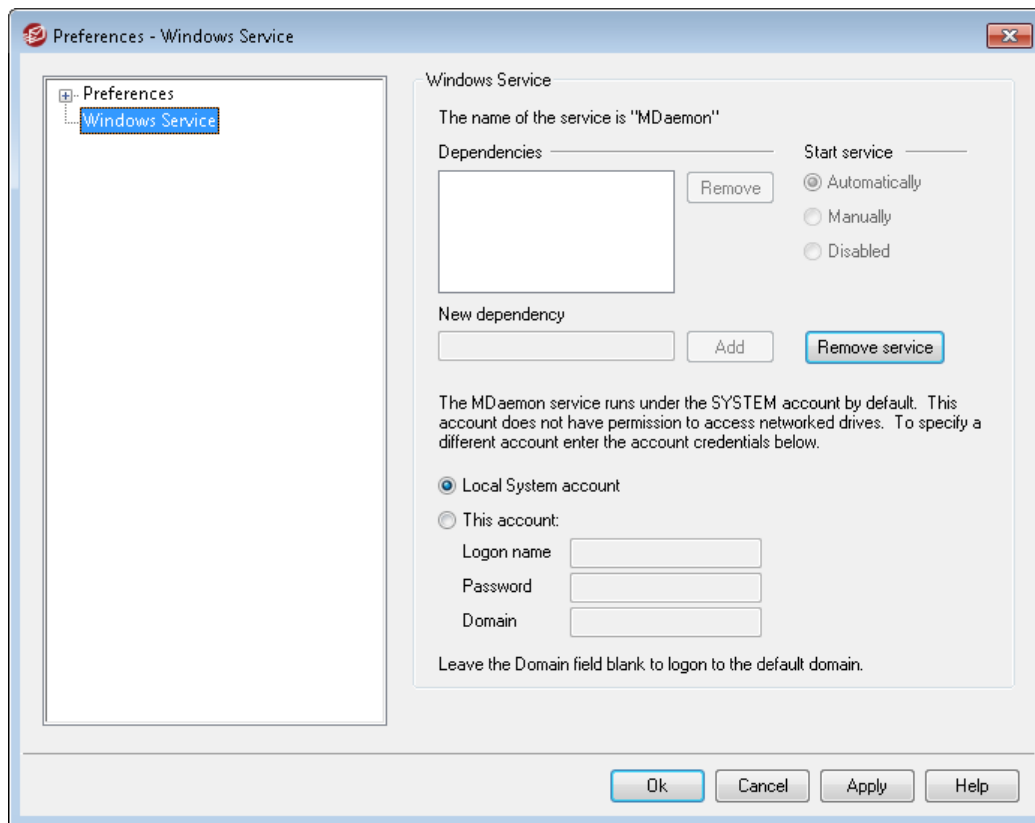 Preferences - Windows Service
Preferences
Windows Service
Windows Service
The name of the service is "MDaemon"
Dependencies
Start service
Remove
Automatically
Manually
Disabled
New dependency
Add
Remove service
The MDaemon service runs under the SYSTEM account by default. This
account does not have permission to access networked drives. To specify a
different account enter the account credentials below.
Local System account
This account:
Logon name
Password
Domain
Leave the Domain field blank to logon to the default domain.
Ok
Cancel
Apply
Help